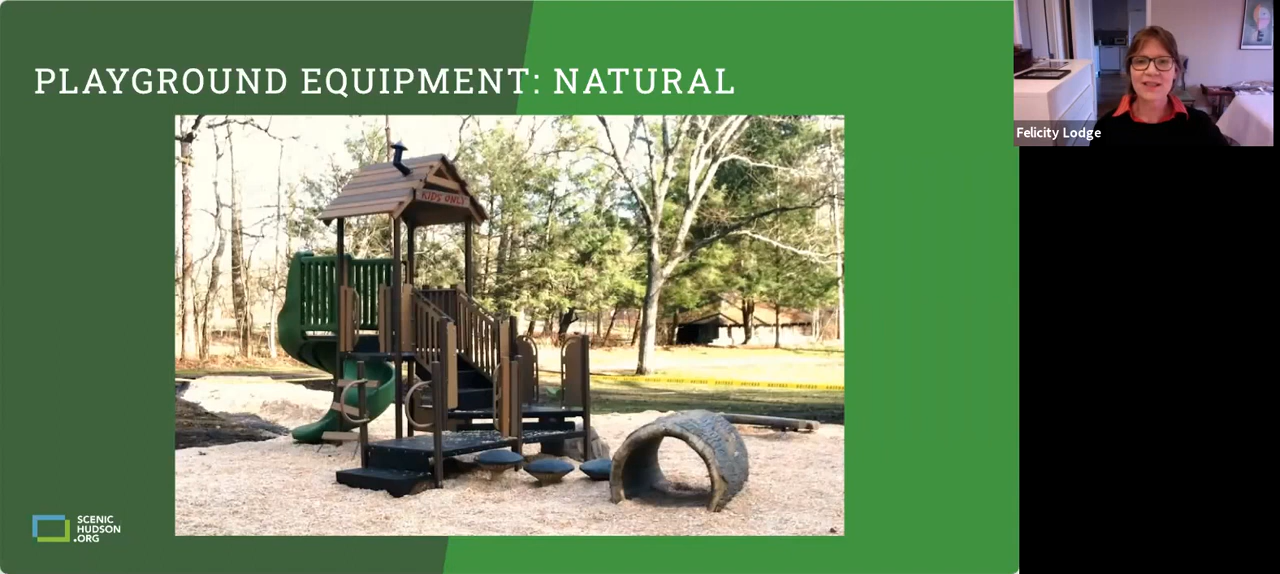 PLAYGROUND EQUIPMENT: NATURAL
Felicity Lodge
KIDS ONLY
SCENIC
HUDSON
.ORG